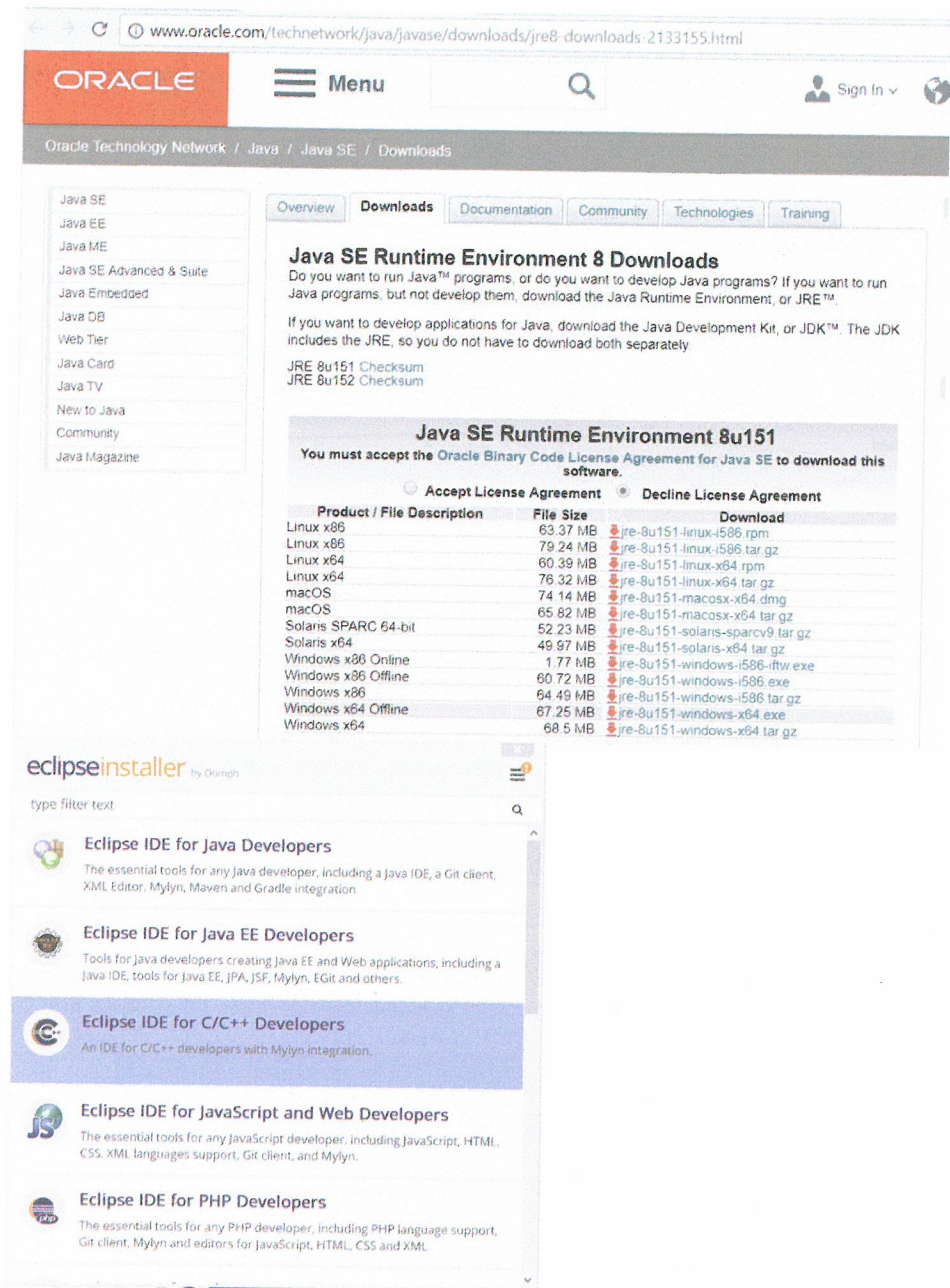 www.oracle.com/technetwork/java/javase/downloads/jre8-downloads-2133155.html
ORACLE
Menu
Sign In
Oracle Technology Network / Java / Java SE / Downloads
Java SE
Java EE
Java ME
Java SE Advanced & Suite
Java Embedded
Java DB
Web Tier
Java Card
Java TV
New to Java
Community
Java Magazine
Overview Downloads Documentation Community Technologies Training
Java SE Runtime Environment 8 Downloads
Do you want to run Java™ programs, or do you want to develop Java programs? If you want to run
Java programs, but not develop them, download the Java Runtime Environment, or JRE™.
If you want to develop applications for Java, download the Java Development Kit, or JDK™. The JDK
includes the JRE, so you do not have to download both separately.
JRE 8u151 Checksum
JRE 8u152 Checksum
Java SE Runtime Environment 8u151
You must accept the Oracle Binary Code License Agreement for Java SE to download this
software.
Accept License Agreement Decline License Agreement
Product / File Description File Size Download
Linux x86 63.37 MB jre-8u151-linux-i586.rpm
Linux x86 79.24 MB jre-8u151-linux-i586.tar.gz
Linux x64 60.39 MB jre-8u151-linux-x64.rpm
Linux x64 76.32 MB jre-8u151-linux-x64.tar.gz
macOS 74.14 MB jre-8u151-macosx-x64.dmg
macOS 65.82 MB jre-8u151-macosx-x64.tar.gz
Solaris SPARC 64-bit 52.23 MB jre-8u151-solaris-sparcv9.tar.gz
Solaris x64 49.97 MB jre-8u151-solaris-x64.tar.gz
Windows x86 Online 1.77 MB jre-8u151-windows-i586-iftw.exe
Windows x86 Offline 60.72 MB jre-8u151-windows-i586.exe
Windows x86 64.49 MB jre-8u151-windows-i586.tar.gz
Windows x64 Offline 67.25 MB jre-8u151-windows-x64.exe
Windows x64 68.5 MB jre-8u151-windows-x64.tar.gz
eclipseinstaller by Oomph
type filter text
Eclipse IDE for Java Developers
The essential tools for any Java developer, including a Java IDE, a Git client,
XML Editor, Mylyn, Maven and Gradle integration
Eclipse IDE for Java EE Developers
Tools for Java developers creating Java EE and Web applications, including a
Java IDE, tools for Java EE, JPA, JSF, Mylyn, EGit and others.
Eclipse IDE for C/C++ Developers
An IDE for C/C++ developers with Mylyn integration.
Eclipse IDE for JavaScript and Web Developers
The essential tools for any JavaScript developer, including JavaScript, HTML,
CSS, XML languages support, Git client, and Mylyn.
Eclipse IDE for PHP Developers
The essential tools for any PHP developer, including PHP language support,
Git client, Mylyn and editors for JavaScript, HTML, CSS and XML.